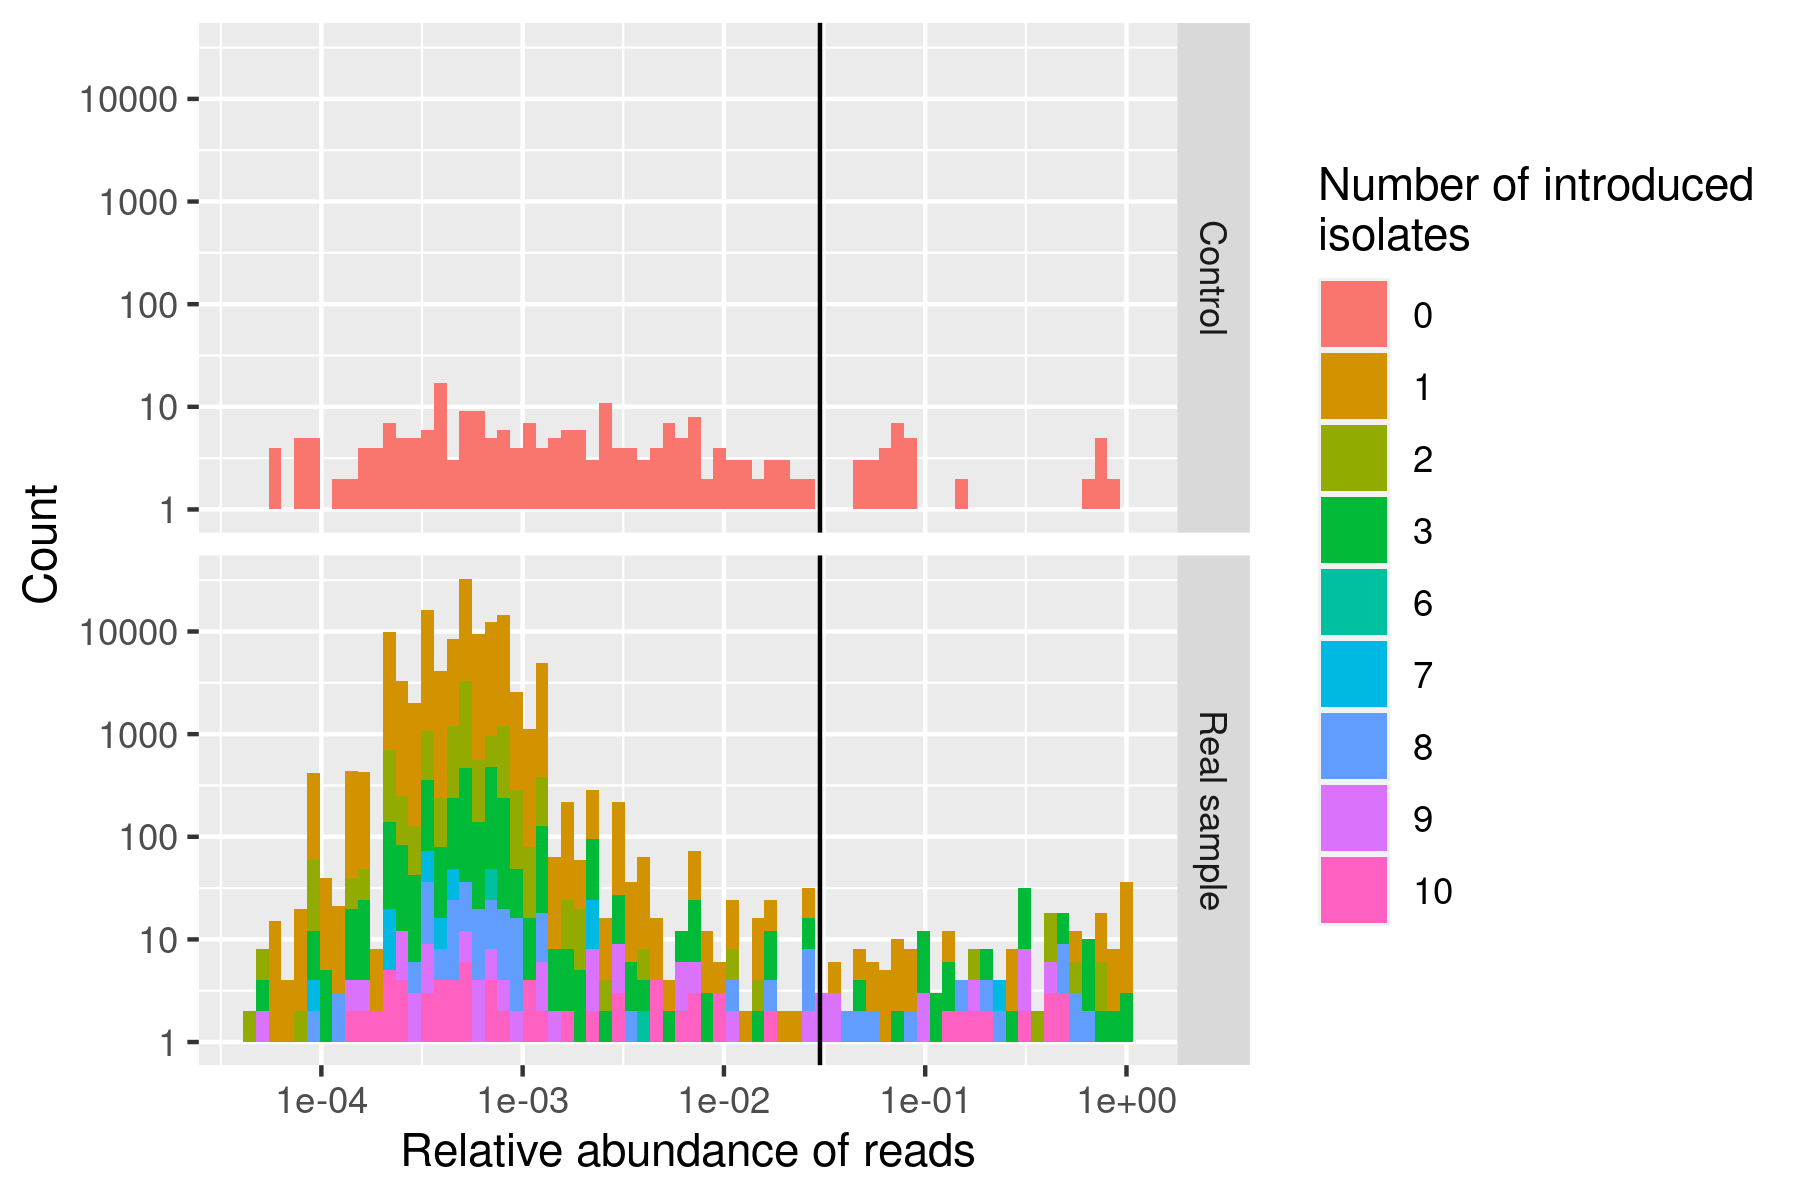 10000
1000
100
10
1
Control
10000
1000
100
10
1
Real sample
1e-04
1e-03
1e-02
1e-01
1e+00
Relative abundance of reads
Count
Number of introduced
isolates
0
1
2
3
6
7
8
9
10